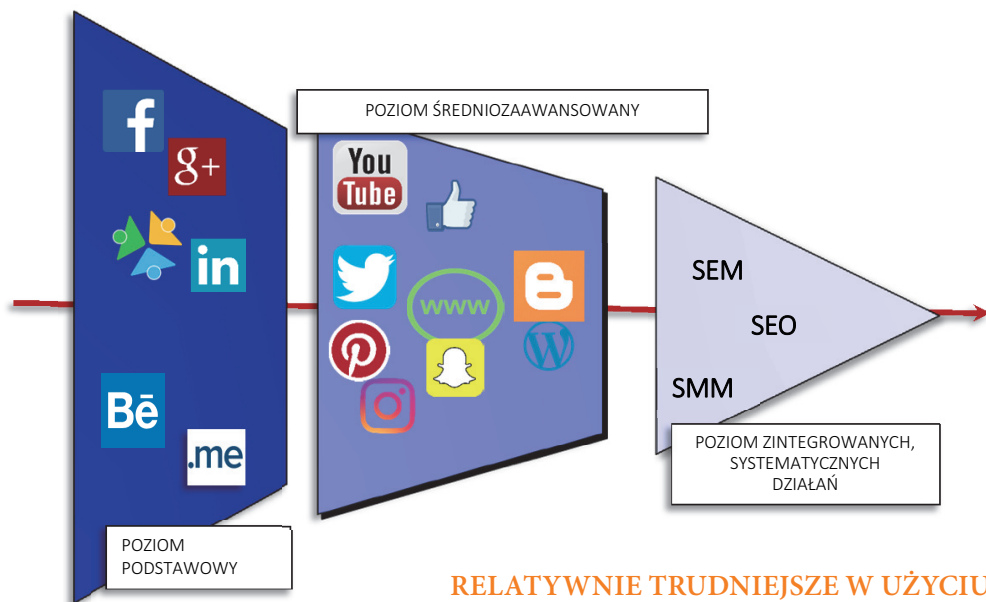 POZIOM ŚREDNIOZAAWANSOWANY
f
g+
in
Bē
.me
You
Tube
www
B
W
SEM
SEO
SMM
POZIOM
PODSTAWOWY
POZIOM ZINTEGROWANYCH,
SYSTEMATYCZNYCH
DZIAŁAŃ
RELATYWNIE TRUDNIEJSZE W UŻYCIU